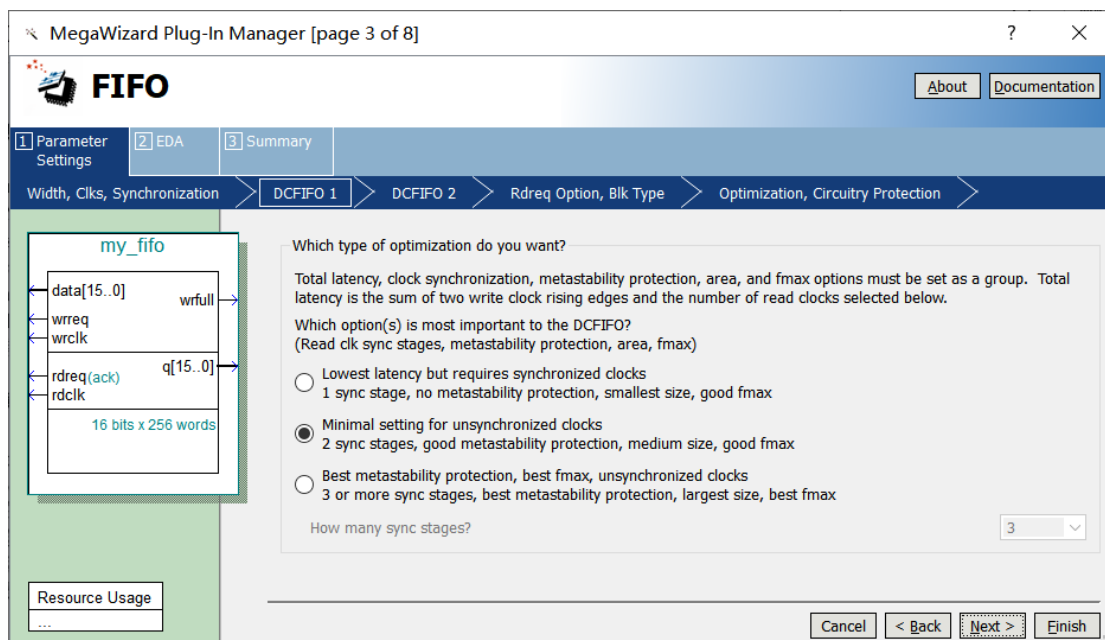 MegaWizard Plug-In Manager [page 3 of 8]
?
FIFO
About
Documentation
1 Parameter Settings
2 EDA
3 Summary
Width, Clks, Synchronization
DCFIFO 1
DCFIFO 2
Rdreq Option, Blk Type
Optimization, Circuitry Protection
my_fifo
data[15..0]
wrfull
wrreq
wrclk
q[15..0]
rdreq(ack)
rdclk
16 bits x 256 words
Which type of optimization do you want?
Total latency, clock synchronization, metastability protection, area, and fmax options must be set as a group. Total
latency is the sum of two write clock rising edges and the number of read clocks selected below.
Which option(s) is most important to the DCFIFO?
(Read clk sync stages, metastability protection, area, fmax)
Lowest latency but requires synchronized clocks
1 sync stage, no metastability protection, smallest size, good fmax
Minimal setting for unsynchronized clocks
2 sync stages, good metastability protection, medium size, good fmax
Best metastability protection, best fmax, unsynchronized clocks
3 or more sync stages, best metastability protection, largest size, best fmax
How many sync stages?
3
Resource Usage
...
Cancel
< Back
Next >
Finish